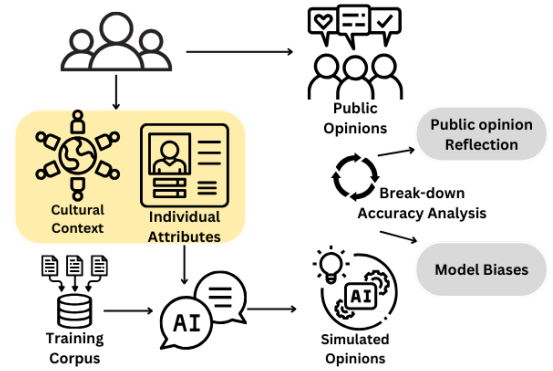 Public
Opinions
Public opinion
Reflection
Cultural
Context
Individual
Attributes
Break-down
Accuracy Analysis
Model Biases
Training
Corpus
AI
AI
Simulated
Opinions